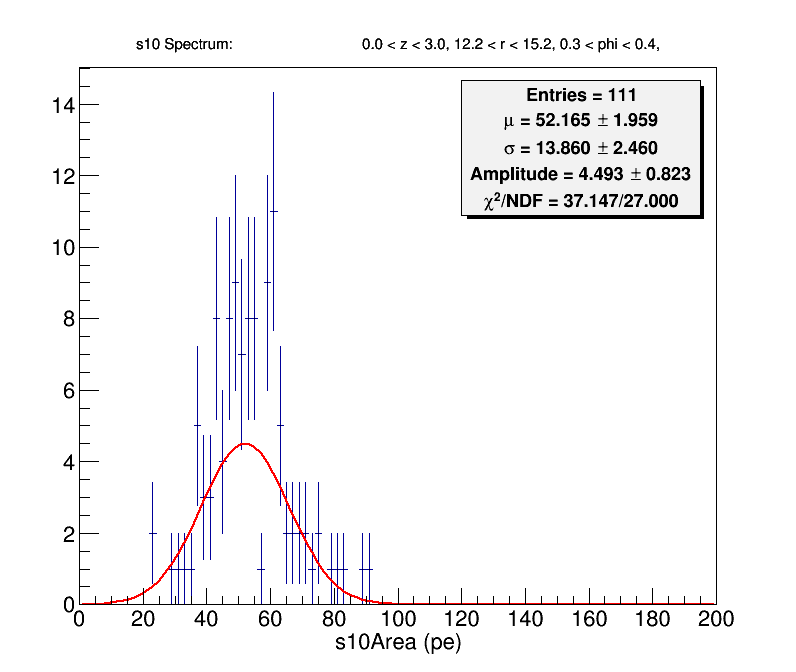 s10 Spectrum: 0.0 < z < 3.0, 12.2 < r < 15.2, 0.3 < phi < 0.4,
Entries = 111
μ = 52.165 ± 1.959
σ = 13.860 ± 2.460
Amplitude = 4.493 ± 0.823
χ²/NDF = 37.147/27.000
14
12
10
8
6
4
2
0
0 20 40 60 80 100 120 140 160 180 200
s10Area (pe)